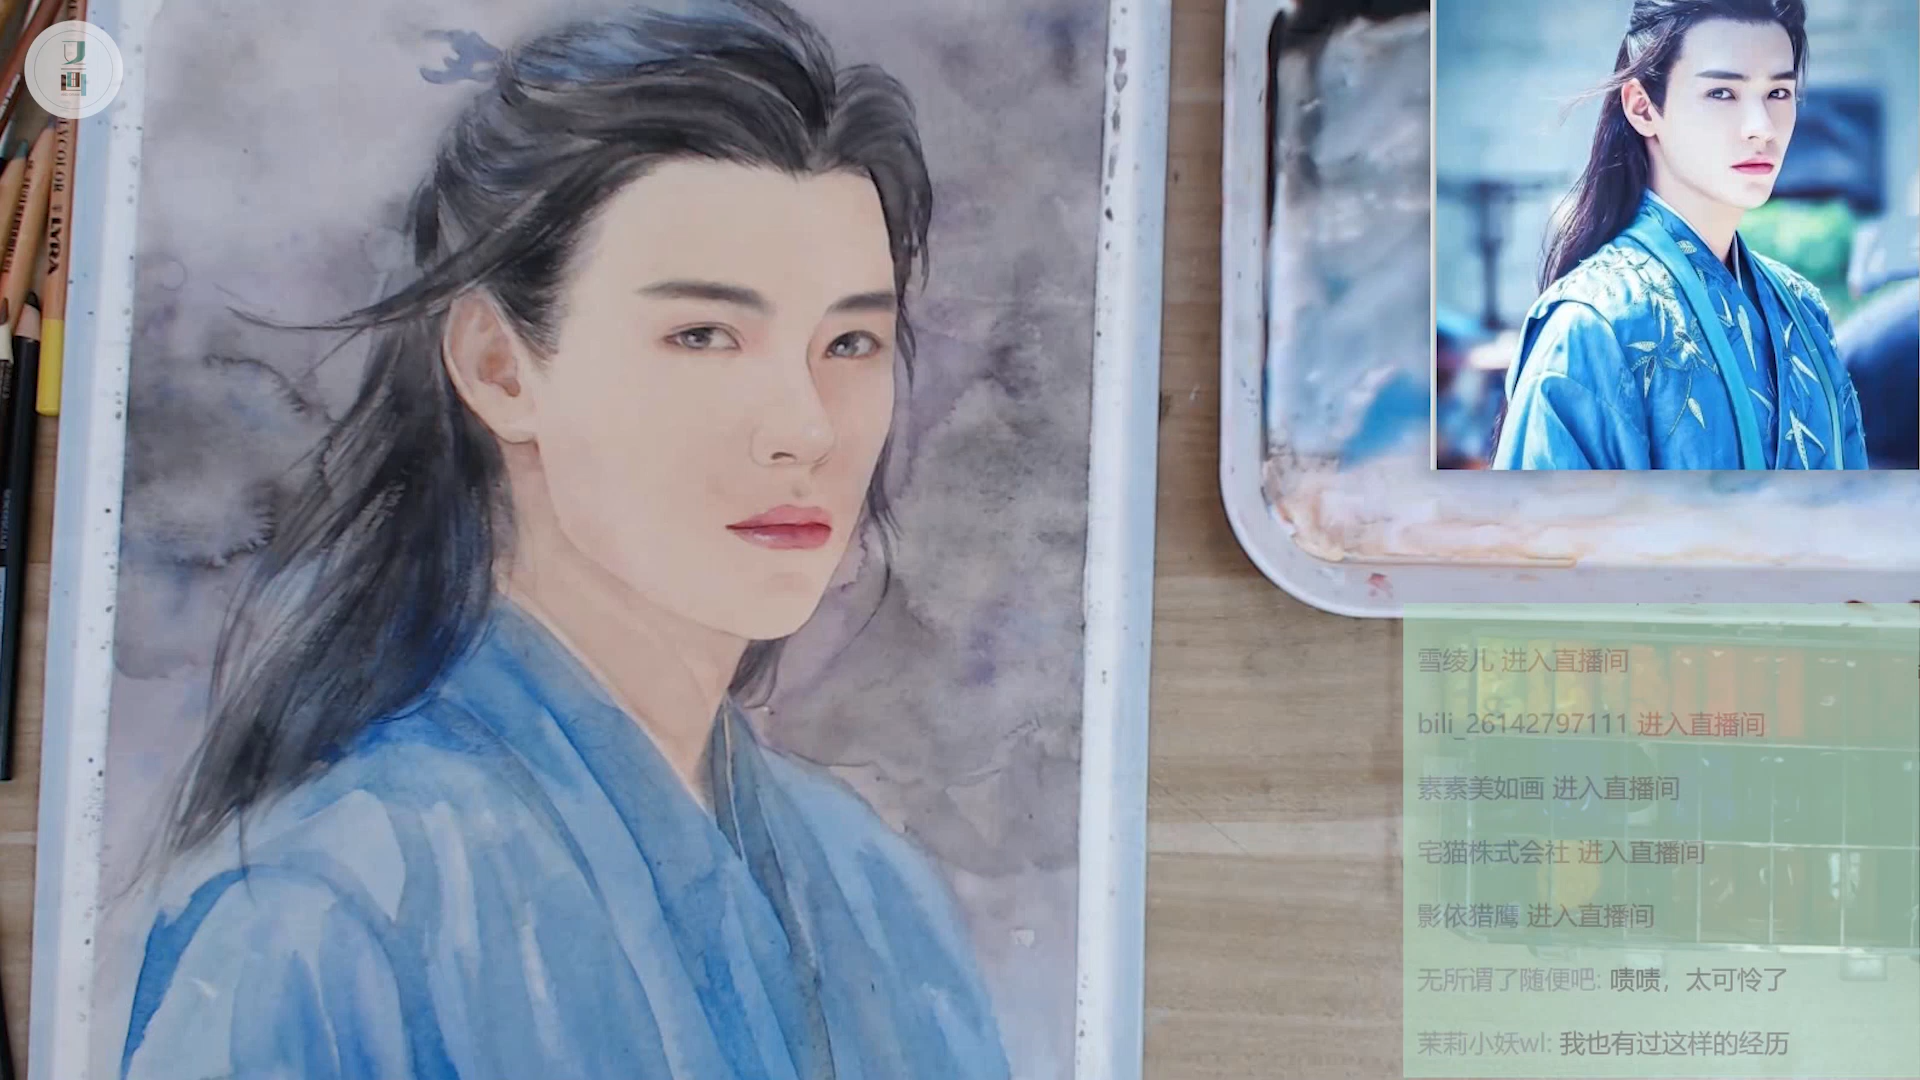 LYRA
雪绫儿 进入直播间
bili_26142797111 进入直播间
素素美如画 进入直播间
宅猫株式会社 进入直播间
影依猎鹰 进入直播间
无所谓了随便吧: 啧啧，太可怜了
茉莉小妖wl: 我也有过这样的经历